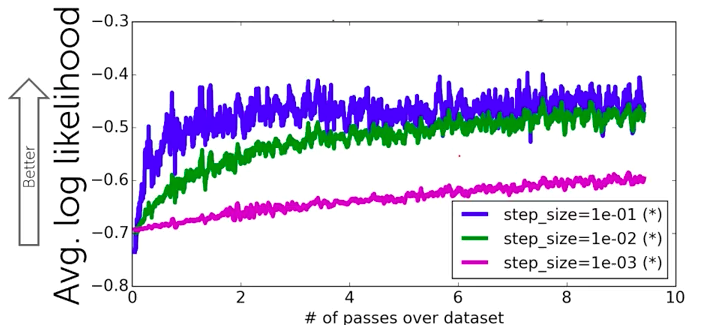 Better
Avg. log likelihood
−0.3
−0.4
−0.5
−0.6
−0.7
−0.8
step_size=1e-01 (*)
step_size=1e-02 (*)
step_size=1e-03 (*)
0 2 4 6 8 10
# of passes over dataset